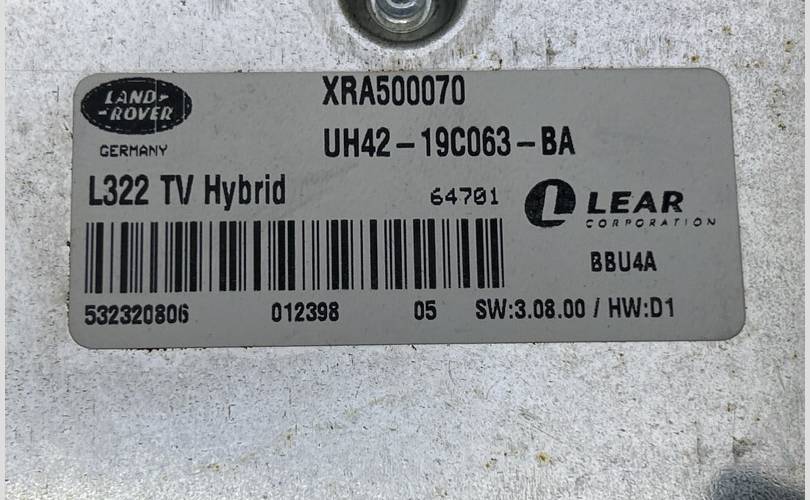 LAND-
-ROVER
GERMANY
XRA500070
UH42-19C063-BA
L322 TV Hybrid
64701
LEAR
CORPORATION
BBU4A
532320806 012398 05 SW:3.08.00 / HW:D1